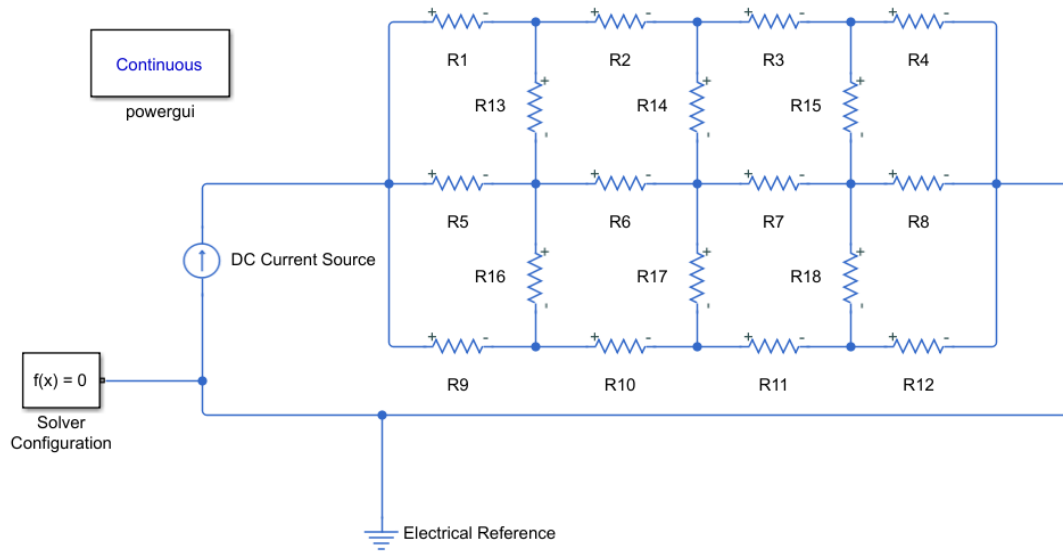 Continuous
powergui
R1
R2
R3
R4
R13
R14
R15
R5
R6
R7
R8
DC Current Source
R16
R17
R18
f(x) = 0
Solver
Configuration
R9
R10
R11
R12
Electrical Reference